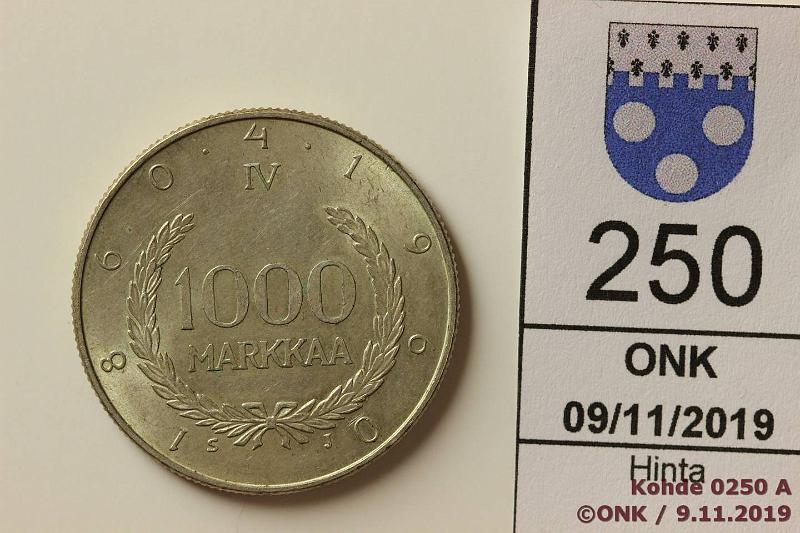 1860 · 4 · 1960
IV
1000
MARKKAA
S J
250
ONK
09/11/2019
Hinta
Kohde 0250 A
©ONK / 9.11.2019